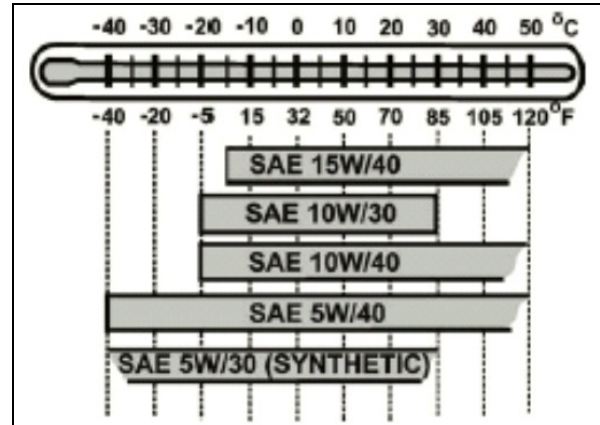 -40 -30 -20 -10 0 10 20 30 40 50 °C
-40 -20 -5 15 32 50 70 85 105 120 °F
SAE 15W/40
SAE 10W/30
SAE 10W/40
SAE 5W/40
SAE 5W/30 (SYNTHETIC)